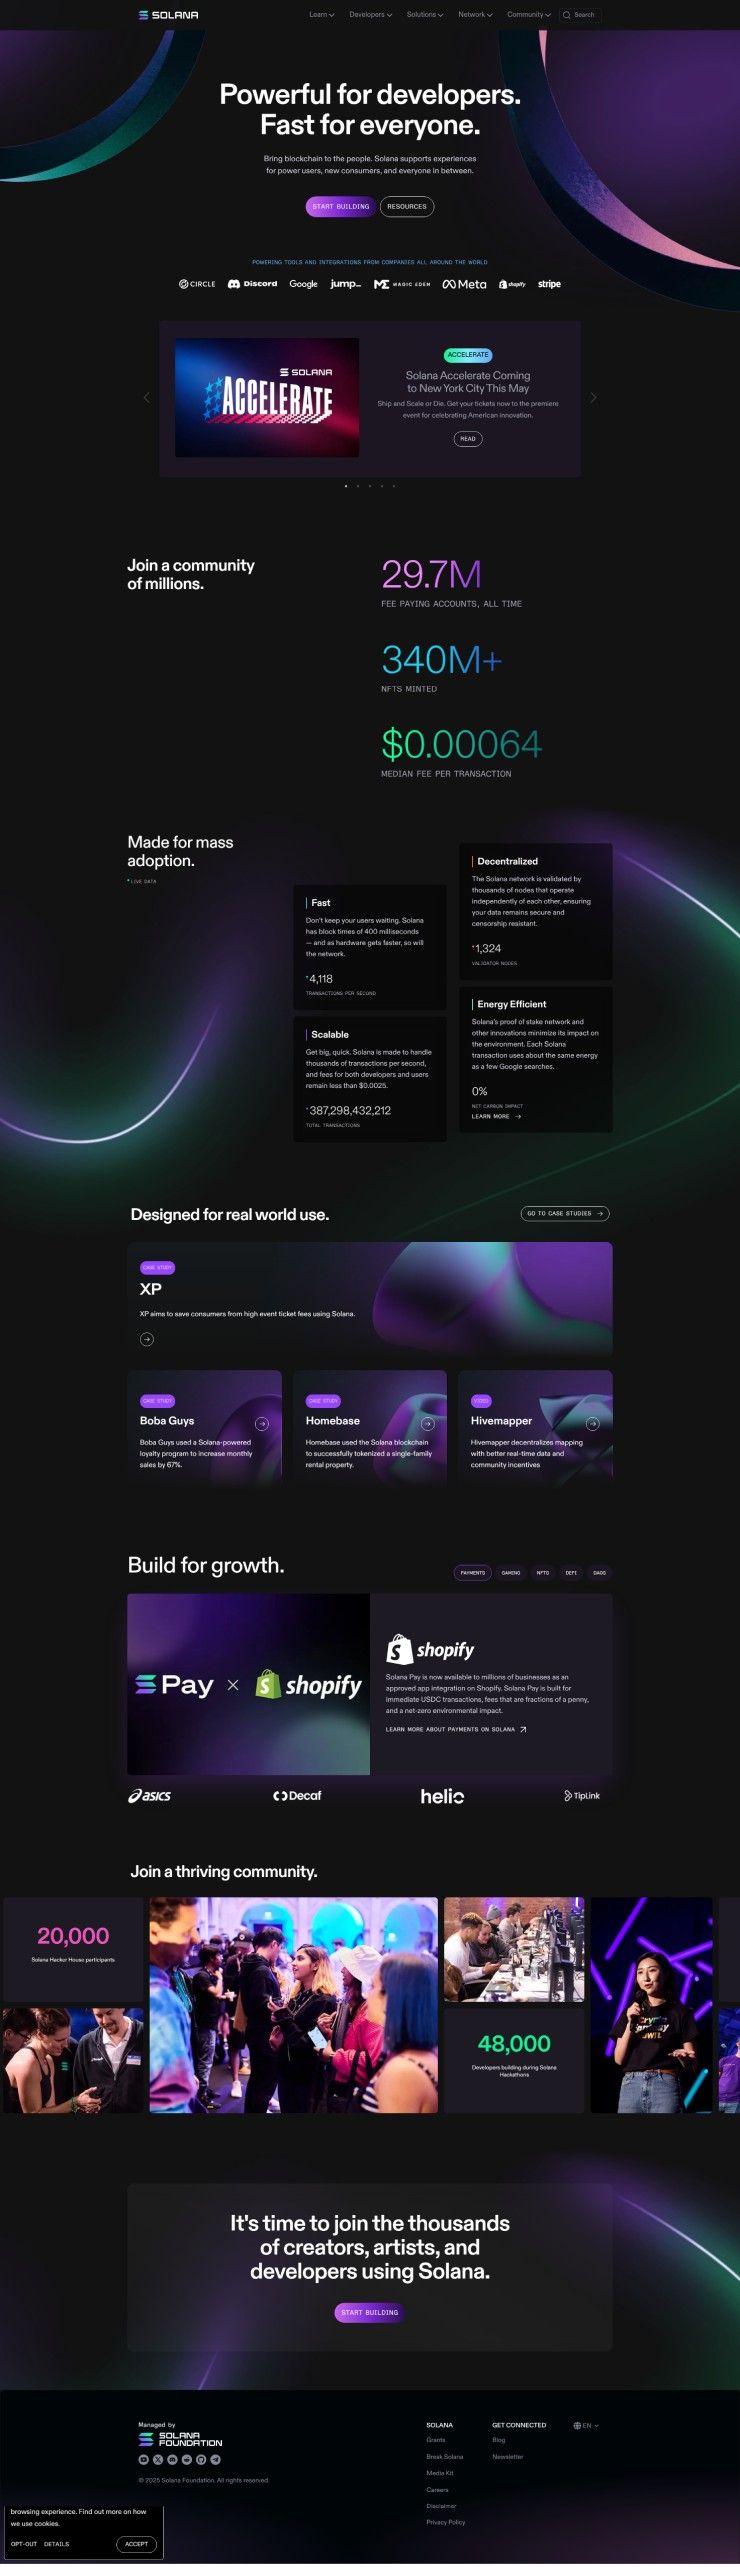 SOLANA
Learn Developers Solutions Network Community Search
Powerful for developers.
Fast for everyone.
Bring blockchain to the people. Solana supports experiences
for power users, new consumers, and everyone in between.
START BUILDING RESOURCES
POWERING TOOLS AND INTEGRATIONS FROM COMPANIES ALL AROUND THE WORLD
CIRCLE Discord Google jump_ MAGIC EDEN Meta shopify stripe
SOLANA
ACCELERATE
ACCELERATE
Solana Accelerate Coming
to New York City This May
Ship and Scale or Die. Get your tickets now to the premiere
event for celebrating American innovation.
READ
Join a community
of millions.
29.7M
FEE PAYING ACCOUNTS, ALL TIME
340M+
NFTS MINTED
$0.00064
MEDIAN FEE PER TRANSACTION
Made for mass
adoption.
LIVE DATA
Fast
Don't keep your users waiting. Solana
has block times of 400 milliseconds
— and as hardware gets faster, so will
the network.
4,118
TRANSACTIONS PER SECOND
Scalable
Get big, quick. Solana is made to handle
thousands of transactions per second,
and fees for both developers and users
remain less than $0.0025.
387,298,432,212
TOTAL TRANSACTIONS
Decentralized
The Solana network is validated by
thousands of nodes that operate
independently of each other, ensuring
your data remains secure and
censorship resistant.
1,324
VALIDATOR NODES
Energy Efficient
Solana's proof of stake network and
other innovations minimize its impact on
the environment. Each Solana
transaction uses about the same energy
as a few Google searches.
0%
NET CARBON IMPACT
LEARN MORE →
Designed for real world use.
GO TO CASE STUDIES →
CASE STUDY
XP
XP aims to save consumers from high event ticket fees using Solana.
CASE STUDY
Boba Guys
Boba Guys used a Solana-powered
loyalty program to increase monthly
sales by 67%.
CASE STUDY
Homebase
Homebase used the Solana blockchain
to successfully tokenized a single-family
rental property.
VIDEO
Hivemapper
Hivemapper decentralizes mapping
with better real-time data and
community incentives
Build for growth.
PAYMENTS GAMING NFTS DEFI DAOS
Pay × shopify
shopify
Solana Pay is now available to millions of businesses as an
approved app integration on Shopify. Solana Pay is built for
immediate USDC transactions, fees that are fractions of a penny,
and a net-zero environmental impact.
LEARN MORE ABOUT PAYMENTS ON SOLANA
asics Decaf helio TipLink
Join a thriving community.
20,000
Solana Hacker House participants
48,000
Developers building during Solana
Hackathons
It's time to join the thousands
of creators, artists, and
developers using Solana.
START BUILDING
Managed by
SOLANA
FOUNDATION
© 2025 Solana Foundation. All rights reserved.
SOLANA
Grants
Break Solana
Media Kit
Careers
Disclaimer
Privacy Policy
GET CONNECTED
Blog
Newsletter
EN
browsing experience. Find out more on how
we use cookies.
OPT-OUT DETAILS ACCEPT